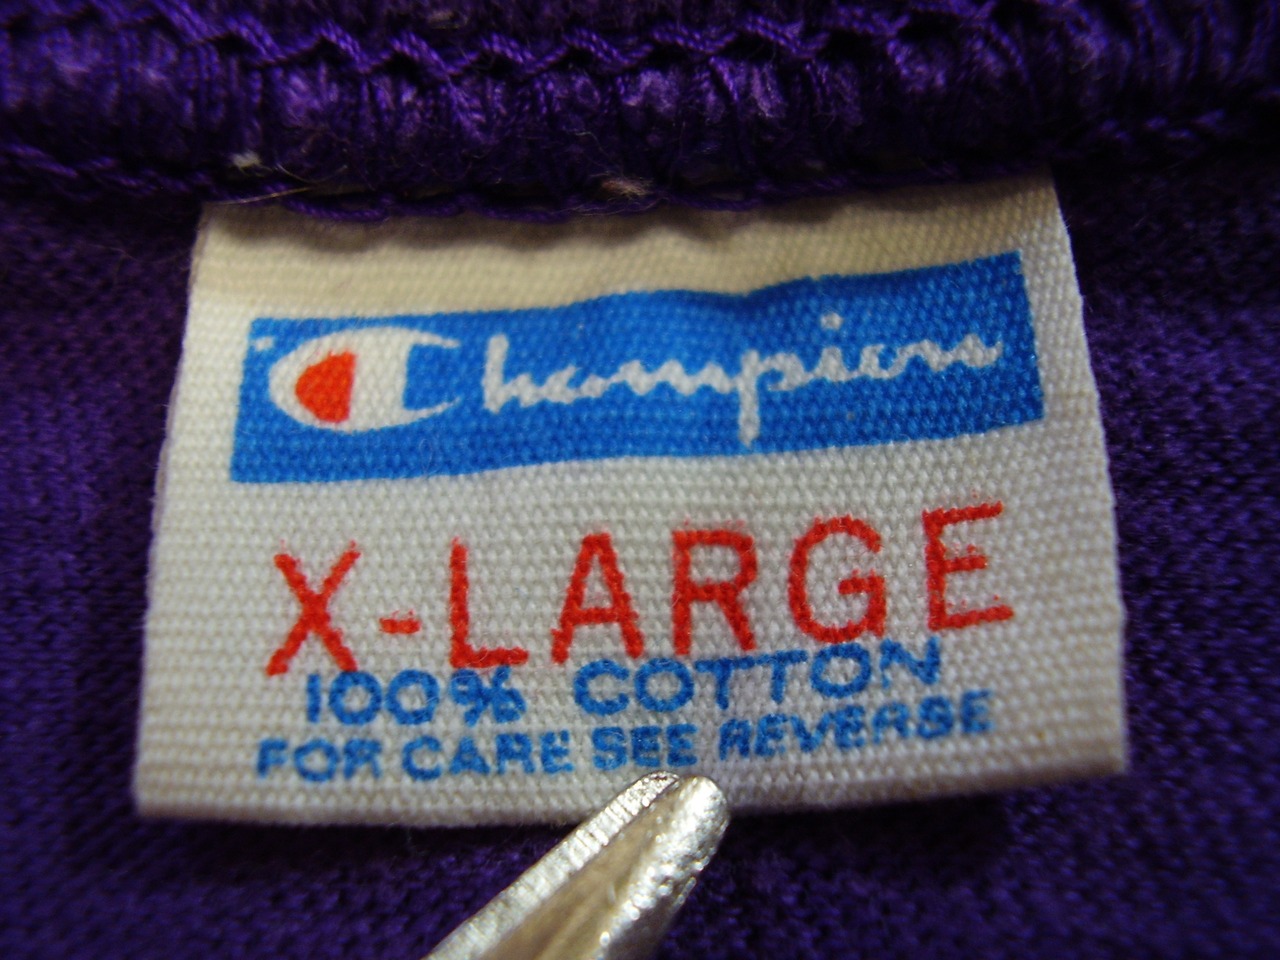 Champion
X-LARGE
100% COTTON
FOR CARE SEE REVERSE